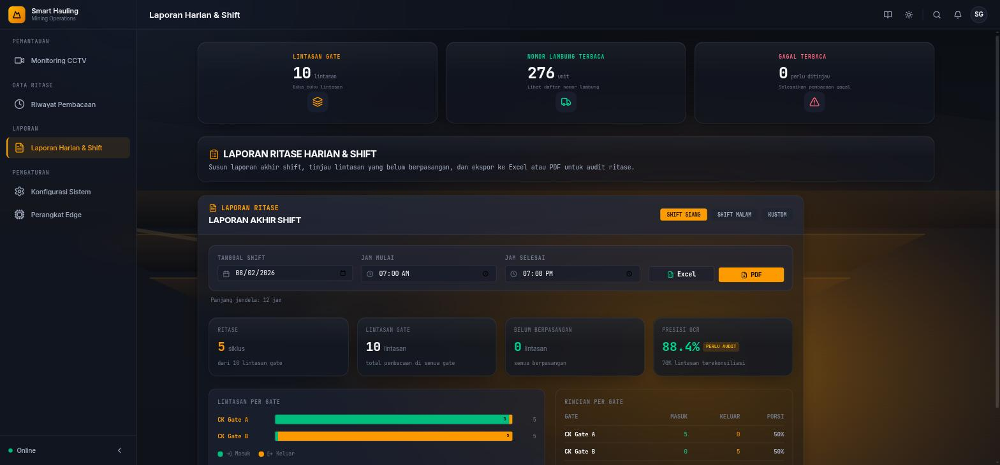 Smart Hauling
Mining Operations
Laporan Harian & Shift
SG
PEMANTAUAN
Monitoring CCTV
DATA RITASE
Riwayat Pembacaan
LAPORAN
Laporan Harian & Shift
PENGATURAN
Konfigurasi Sistem
Perangkat Edge
Online
LINTASAN GATE
10 lintasan
Buka buku lintasan
NOMOR LAMBUNG TERBACA
276 unit
Lihat daftar nomor lambung
GAGAL TERBACA
0 perlu ditinjau
Selesaikan pembacaan gagal
LAPORAN RITASE HARIAN & SHIFT
Susun laporan akhir shift, tinjau lintasan yang belum berpasangan, dan ekspor ke Excel atau PDF untuk audit ritase.
LAPORAN RITASE
LAPORAN AKHIR SHIFT
SHIFT SIANG SHIFT MALAM KUSTOM
TANGGAL SHIFT JAM MULAI JAM SELESAI
08/02/2026 07:00 AM 07:00 PM Excel PDF
Panjang jendela: 12 jam
RITASE
5 siklus
dari 10 lintasan gate
LINTASAN GATE
10 lintasan
total pembacaan di semua gate
BELUM BERPASANGAN
0 lintasan
semua berpasangan
PRESISI OCR
88.4% PERLU AUDIT
70% lintasan terekonsiliasi
LINTASAN PER GATE
CK Gate A 5 5
CK Gate B 5 5
Masuk Keluar
RINCIAN PER GATE
GATE MASUK KELUAR PORSI
CK Gate A 5 0 50%
CK Gate B 0 5 50%